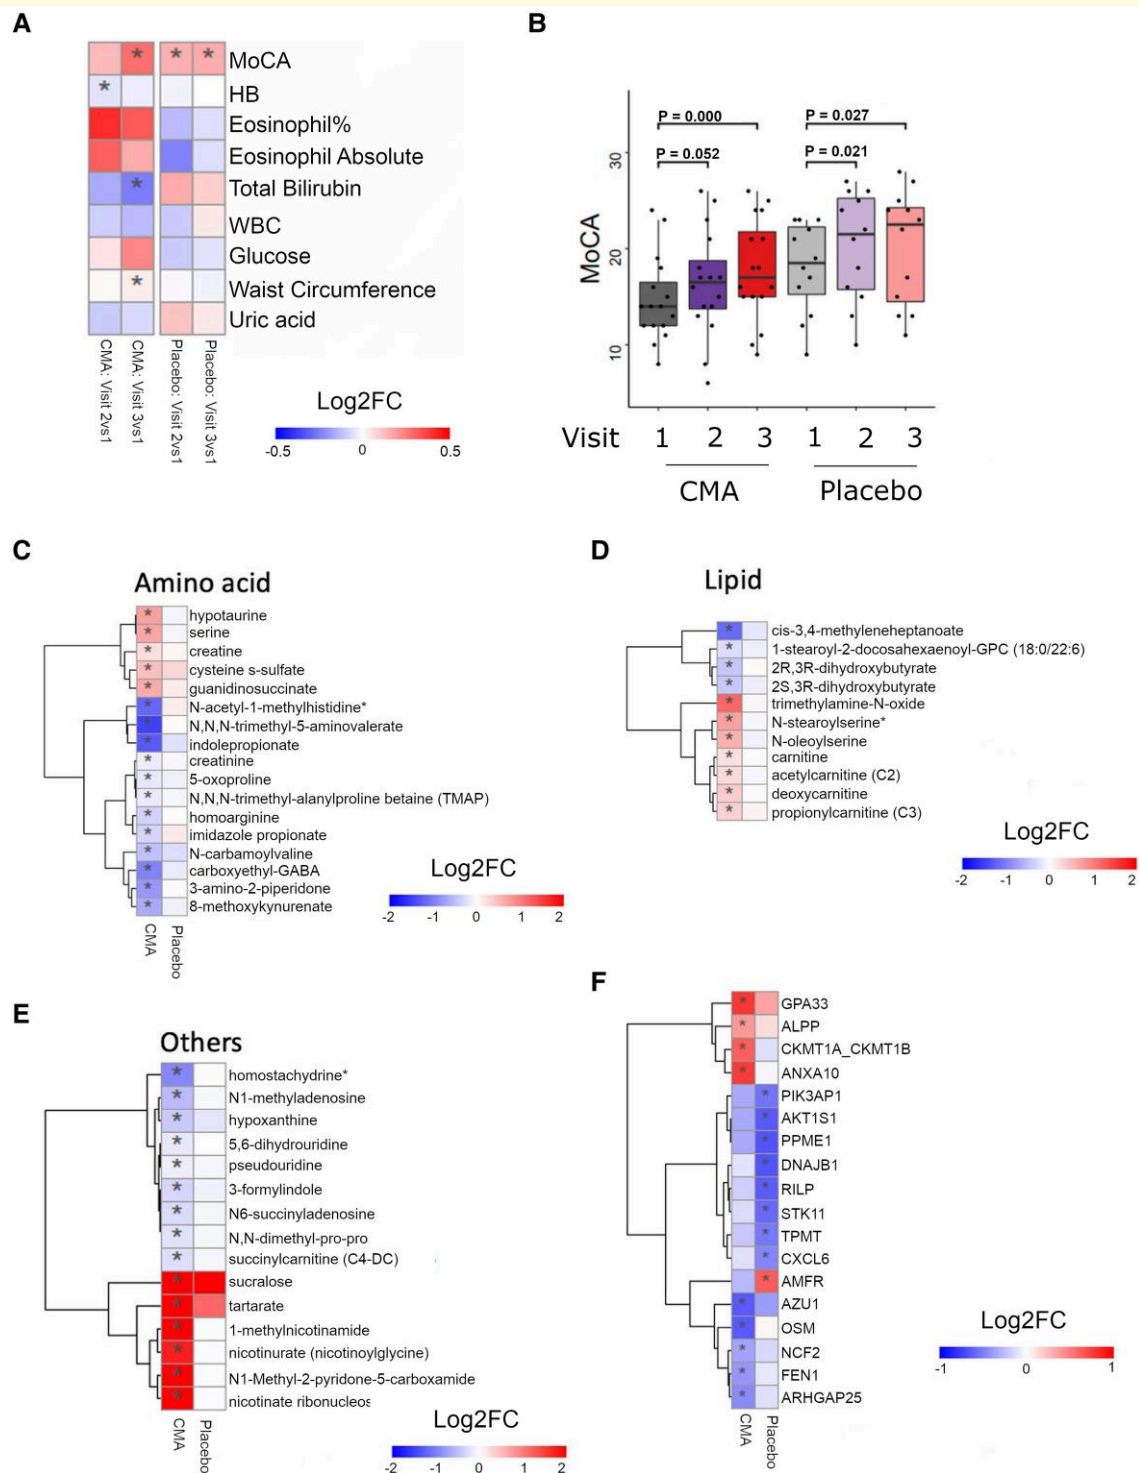 A
* * * MoCA
* HB
Eosinophil%
Eosinophil Absolute
* Total Bilirubin
WBC
Glucose
* Waist Circumference
Uric acid
CMA: Visit 2vs1
CMA: Visit 3vs1
Placebo: Visit 2vs1
Placebo: Visit 3vs1
Log2FC
-0.5 0 0.5
B
P = 0.000 P = 0.027
P = 0.052 P = 0.021
MoCA
30
20
10
Visit 1 2 3 1 2 3
CMA Placebo
C
Amino acid
* hypotaurine
* serine
* creatine
* cysteine s-sulfate
* guanidinosuccinate
* N-acetyl-1-methylhistidine*
* N,N,N-trimethyl-5-aminovalerate
* indolepropionate
* creatinine
* 5-oxoproline
* N,N,N-trimethyl-alanylproline betaine (TMAP)
* homoarginine
* imidazole propionate
* N-carbamoylvaline
* carboxyethyl-GABA
* 3-amino-2-piperidone
* 8-methoxykynurenate
CMA
Placebo
Log2FC
-2 -1 0 1 2
D
Lipid
* cis-3,4-methyleneheptanoate
* 1-stearoyl-2-docosahexaenoyl-GPC (18:0/22:6)
* 2R,3R-dihydroxybutyrate
* 2S,3R-dihydroxybutyrate
* trimethylamine-N-oxide
* N-stearoylserine*
* N-oleoylserine
* carnitine
* acetylcarnitine (C2)
* deoxycarnitine
* propionylcarnitine (C3)
Log2FC
-2 -1 0 1 2
E
Others
* homostachydrine*
* N1-methyladenosine
* hypoxanthine
* 5,6-dihydrouridine
* pseudouridine
* 3-formylindole
* N6-succinyladenosine
* N,N-dimethyl-pro-pro
* succinylcarnitine (C4-DC)
* sucralose
* tartarate
* 1-methylnicotinamide
* nicotinurate (nicotinoylglycine)
* N1-Methyl-2-pyridone-5-carboxamide
* nicotinate ribonucleos
CMA
Placebo
Log2FC
-2 -1 0 1 2
F
* GPA33
* ALPP
* CKMT1A_CKMT1B
* ANXA10
* PIK3AP1
* AKT1S1
* PPME1
* DNAJB1
* RILP
* STK11
* TPMT
* CXCL6
* AMFR
* AZU1
* OSM
* NCF2
* FEN1
* ARHGAP25
CMA
Placebo
Log2FC
-1 0 1